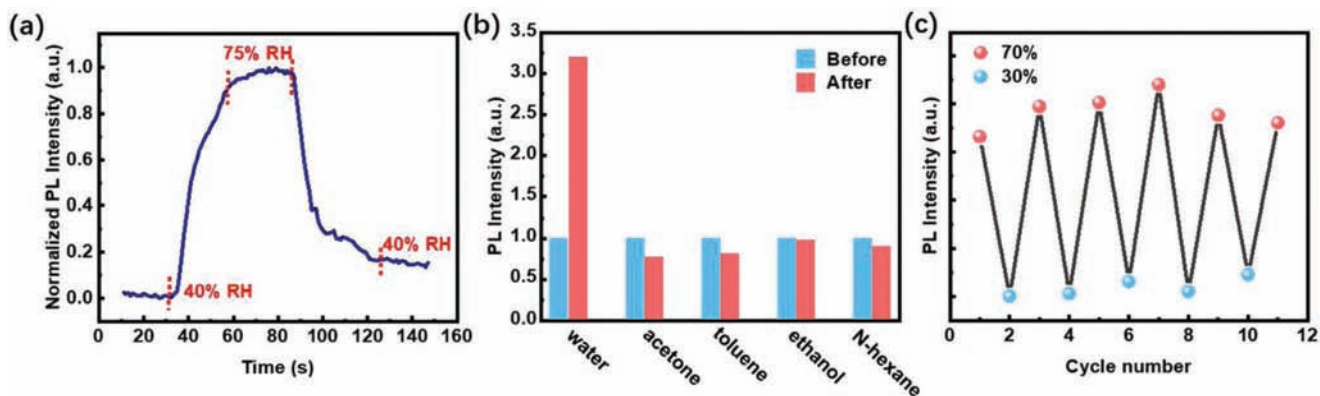 (a)
Normalized PL Intensity (a.u.)
1.0
0.8
0.6
0.4
0.2
0.0
75% RH
40% RH
40% RH
0 20 40 60 80 100 120 140 160
Time (s)
(b)
PL Intensity (a.u.)
3.5
3.0
2.5
2.0
1.5
1.0
0.5
0.0
Before
After
water
acetone
toluene
ethanol
N-hexane
(c)
PL Intensity (a.u.)
70%
30%
0 2 4 6 8 10 12
Cycle number